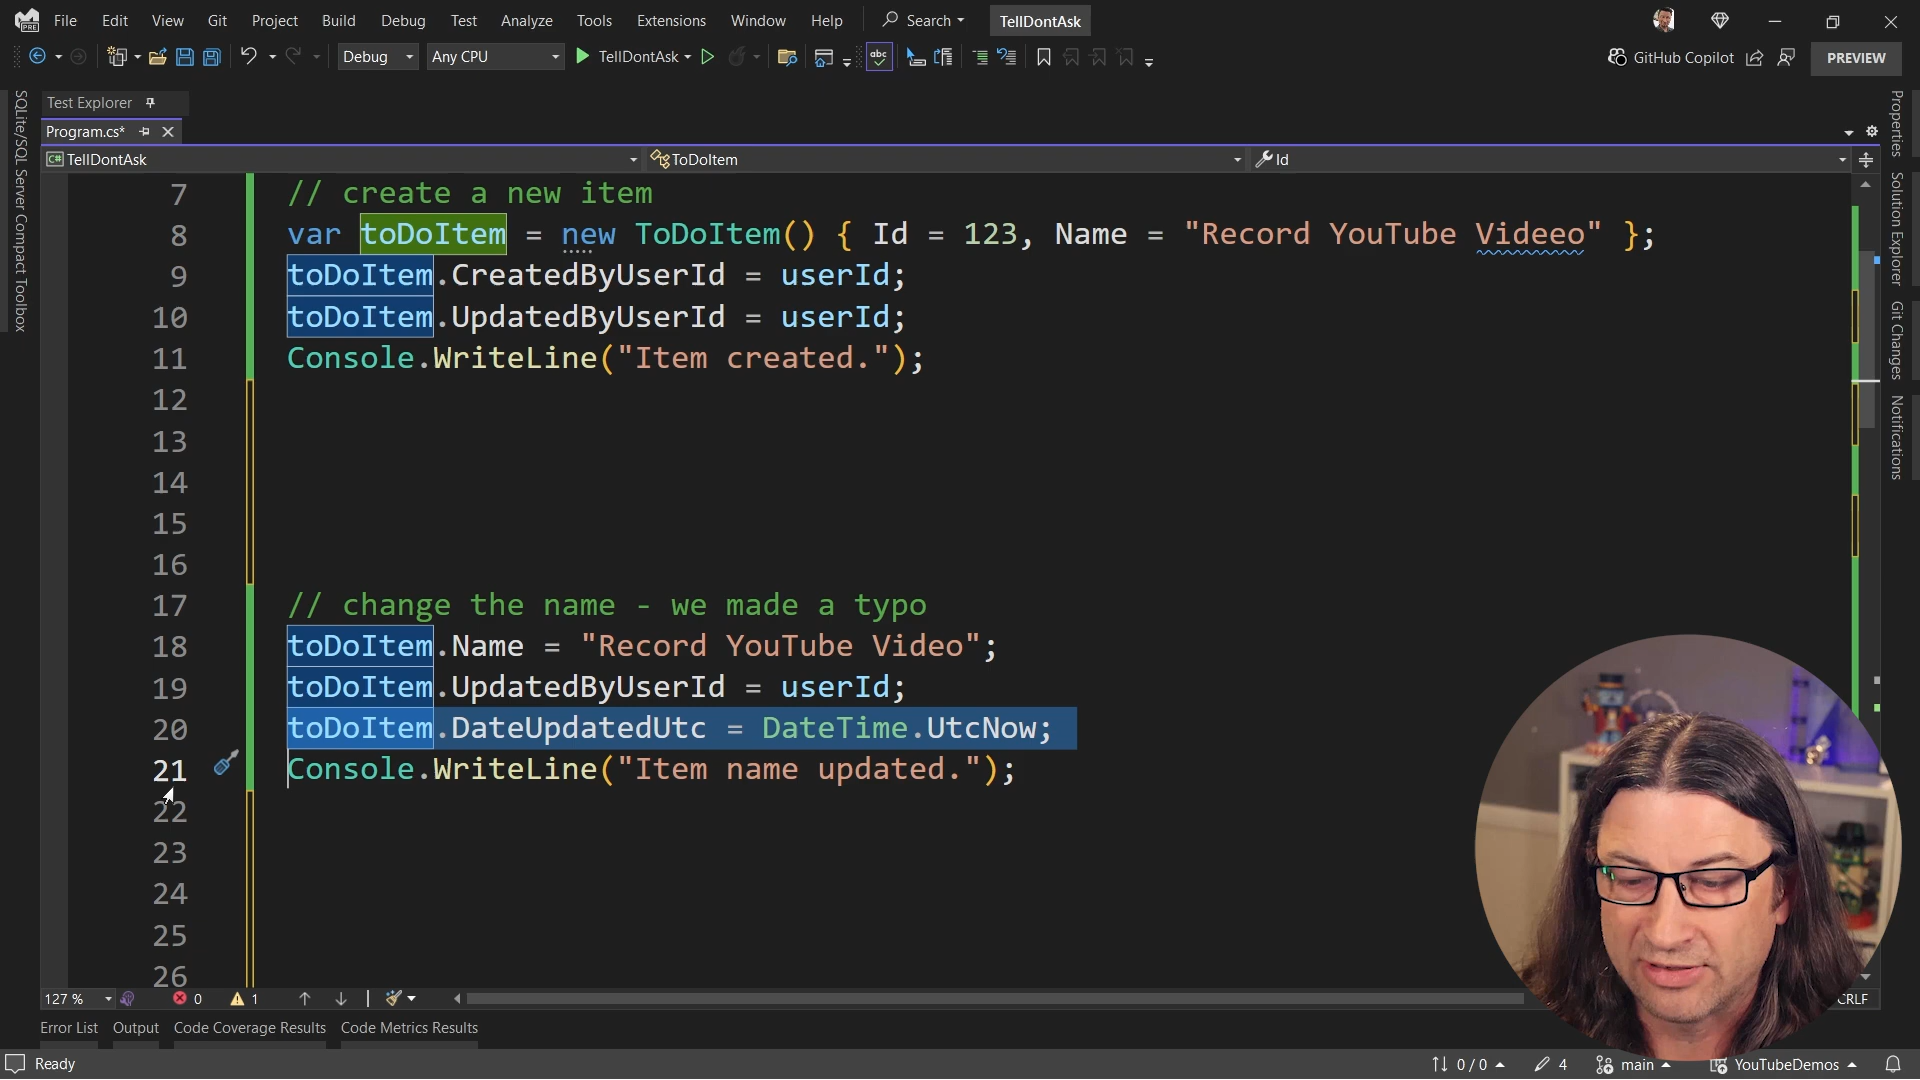 File Edit View Git Project Build Debug Test Analyze Tools Extensions Window Help Search TellDontAsk
Debug Any CPU TellDontAsk abc GitHub Copilot PREVIEW
Test Explorer
Program.cs*
C# TellDontAsk ToDoItem Id
7 // create a new item
8 var toDoItem = new ToDoItem() { Id = 123, Name = "Record YouTube Videeo" };
9 toDoItem.CreatedByUserId = userId;
10 toDoItem.UpdatedByUserId = userId;
11 Console.WriteLine("Item created.");
12
13
14
15
16
17 // change the name - we made a typo
18 toDoItem.Name = "Record YouTube Video";
19 toDoItem.UpdatedByUserId = userId;
20 toDoItem.DateUpdatedUtc = DateTime.UtcNow;
21 Console.WriteLine("Item name updated.");
22
23
24
25
26
SQLite/SQL Server Compact Toolbox
Properties
Solution Explorer
Git Changes
Notifications
127 % 0 1 CRLF
Error List Output Code Coverage Results Code Metrics Results
Ready 0 / 0 4 main YouTubeDemos